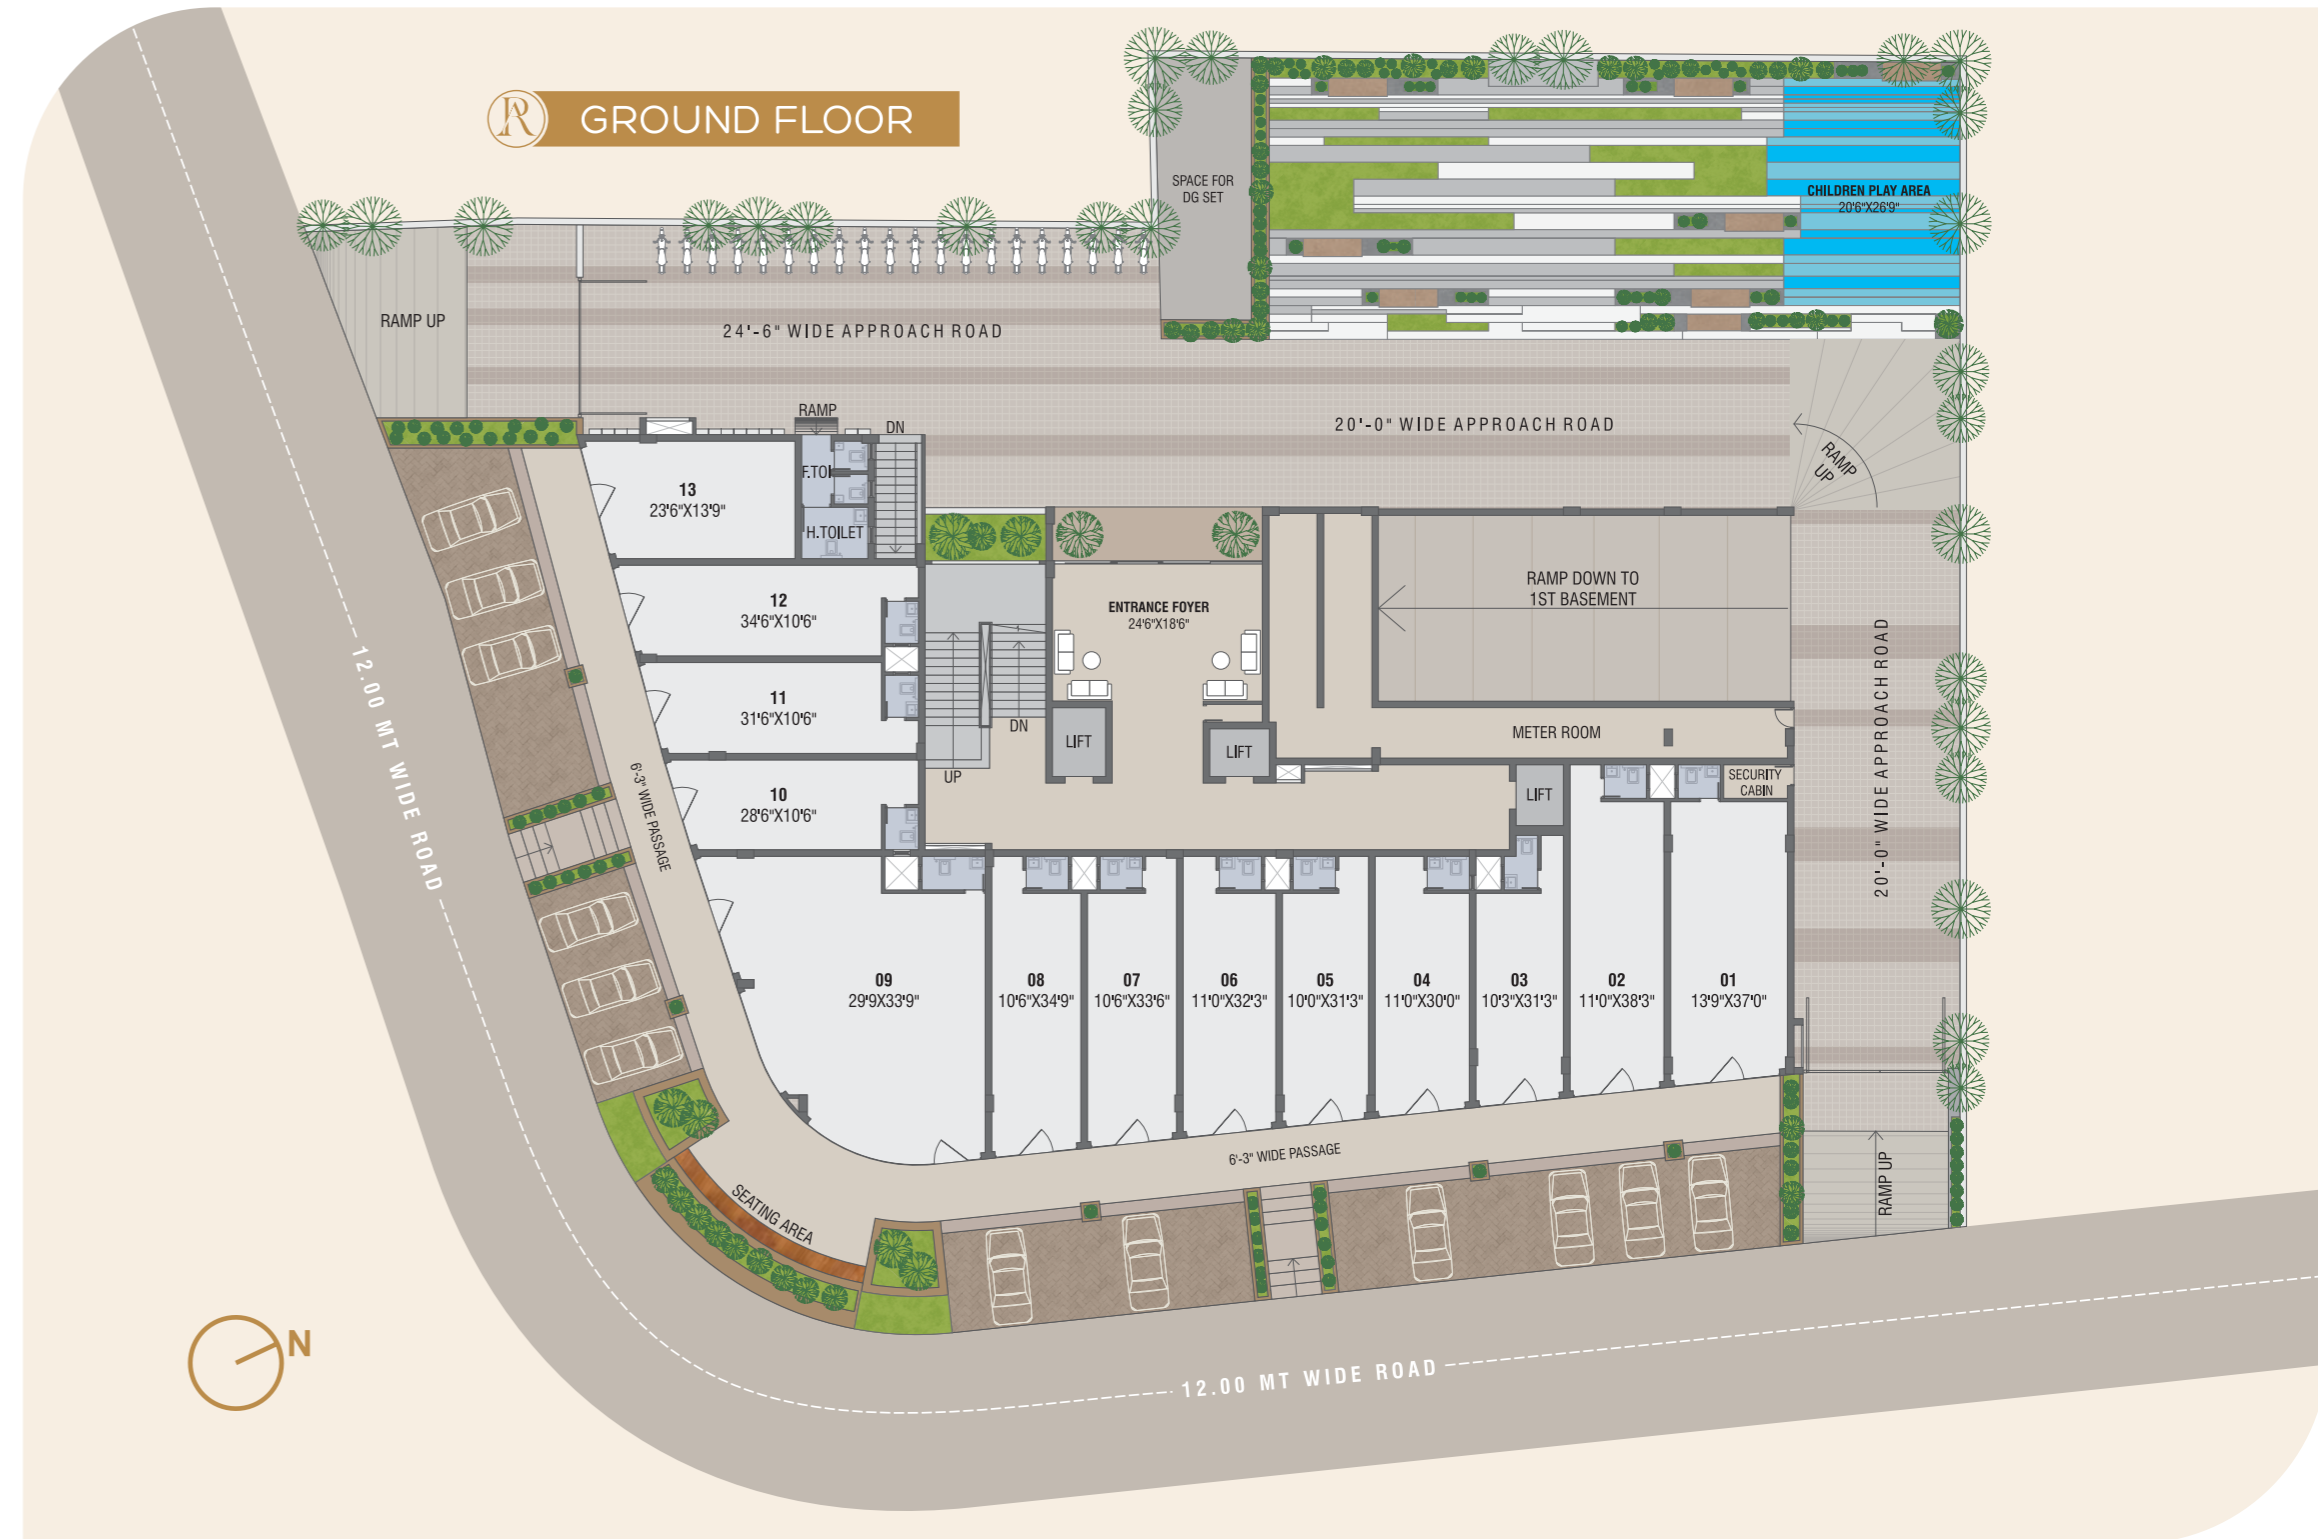 GROUND FLOOR
SPACE FOR
DG SET
CHILDREN PLAY AREA
20'6"X26'9"
RAMP UP
24'-6" WIDE APPROACH ROAD
RAMP
DN
20'-0" WIDE APPROACH ROAD
RAMP
UP
13
23'6"X13'9"
F.TOI
H.TOILET
12
34'6"X10'6"
ENTRANCE FOYER
24'6"X18'6"
RAMP DOWN TO
1ST BASEMENT
11
31'6"X10'6"
DN
UP
LIFT
LIFT
METER ROOM
LIFT
SECURITY
CABIN
10
28'6"X10'6"
20'-0" WIDE APPROACH ROAD
12.00 MT WIDE ROAD
6'-3" WIDE PASSAGE
09
29'9X33'9"
08
10'6"X34'9"
07
10'6"X33'6"
06
11'0"X32'3"
05
10'0"X31'3"
04
11'0"X30'0"
03
10'3"X31'3"
02
11'0"X38'3"
01
13'9"X37'0"
6'-3" WIDE PASSAGE
SEATING AREA
RAMP UP
N
12.00 MT WIDE ROAD